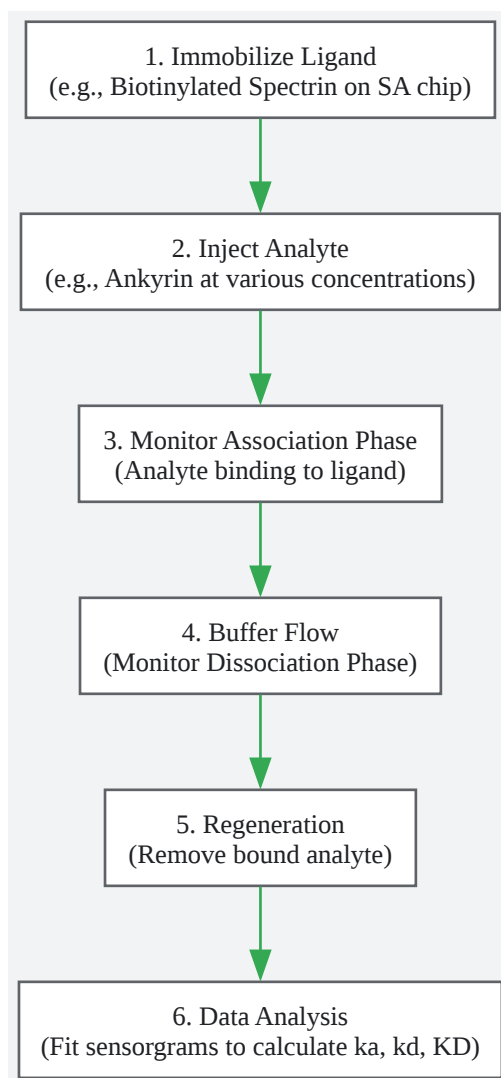 1. Immobilize Ligand
(e.g., Biotinylated Spectrin on SA chip)
2. Inject Analyte
(e.g., Ankyrin at various concentrations)
3. Monitor Association Phase
(Analyte binding to ligand)
4. Buffer Flow
(Monitor Dissociation Phase)
5. Regeneration
(Remove bound analyte)
6. Data Analysis
(Fit sensorgrams to calculate ka, kd, KD)